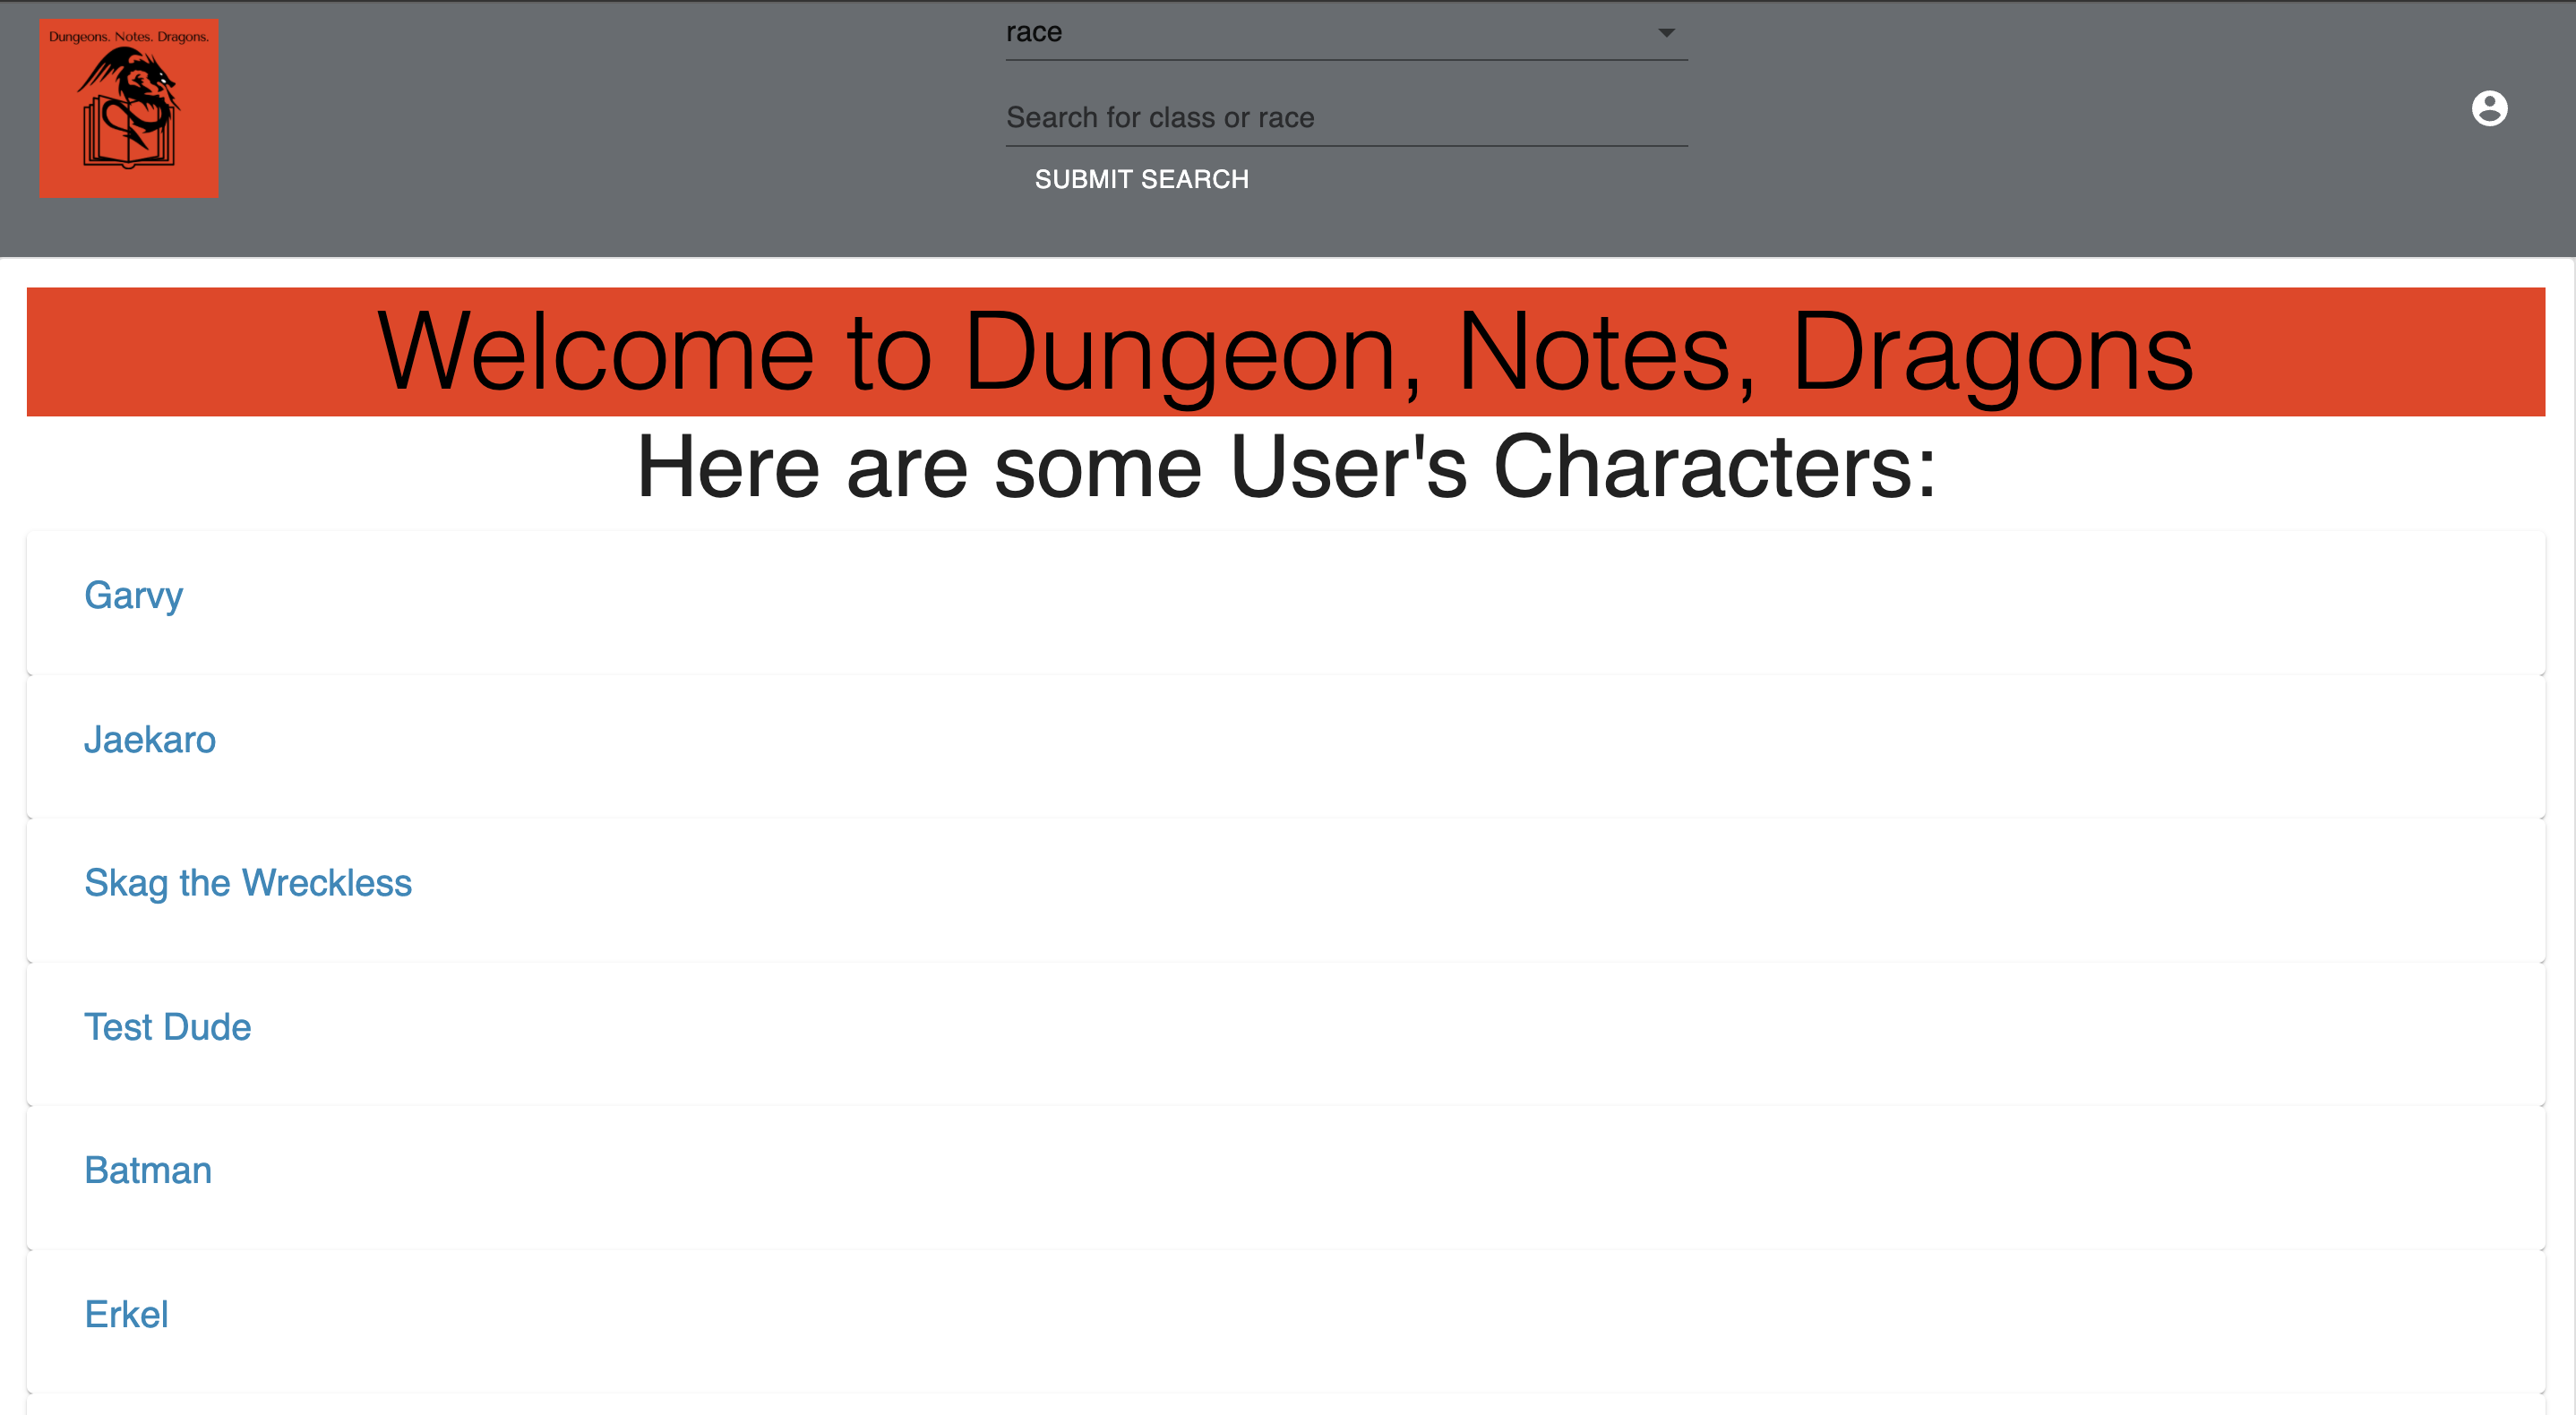 Dungeons. Notes. Dragons.
race
Search for class or race
SUBMIT SEARCH
Welcome to Dungeon, Notes, Dragons
Here are some User's Characters:
Garvy
Jaekaro
Skag the Wreckless
Test Dude
Batman
Erkel